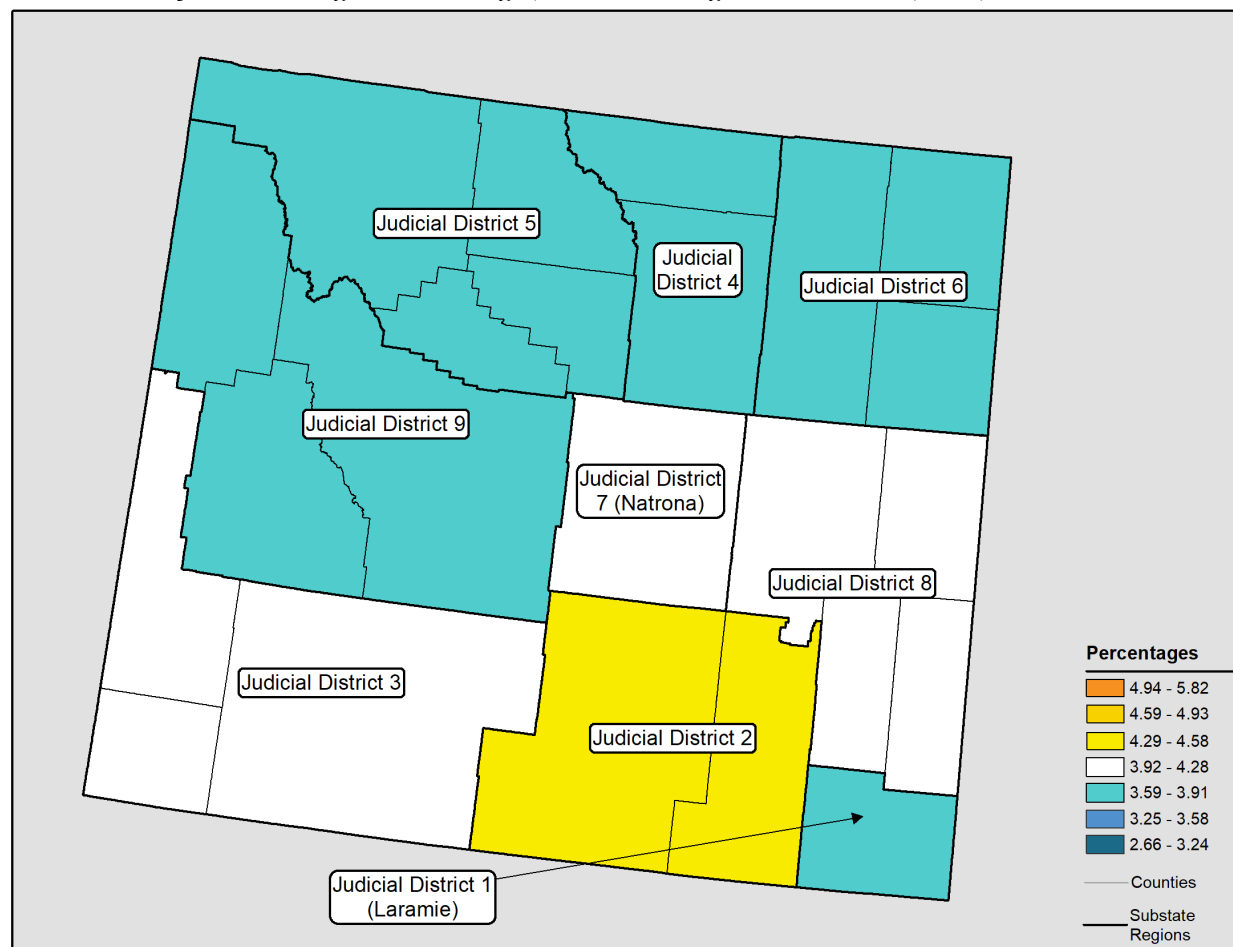 Judicial District 5
Judicial
District 4
Judicial District 6
Judicial District 9
Judicial District
7 (Natrona)
Judicial District 8
Judicial District 3
Judicial District 2
Judicial District 1
(Laramie)
Percentages
4.94 - 5.82
4.59 - 4.93
4.29 - 4.58
3.92 - 4.28
3.59 - 3.91
3.25 - 3.58
2.66 - 3.24
Counties
Substate
Regions